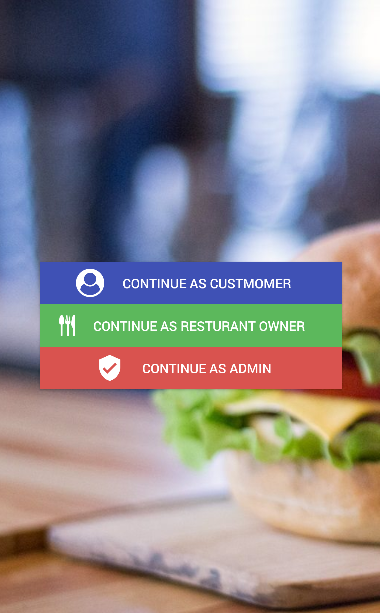 CONTINUE AS CUSTMOMER
CONTINUE AS RESTURANT OWNER
CONTINUE AS ADMIN